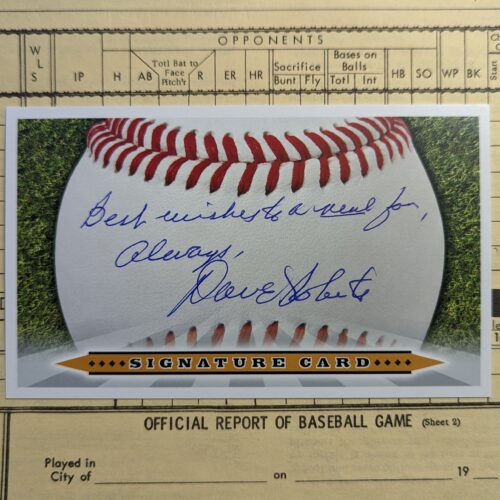 OPPONENTS
W L S
IP
H
AB
Totl Bat to Face Pitch'r
R
ER
HR
Sacrifice
Bunt Fly
Bases on Balls
Totl Int
HB
SO
WP
BK
Start
Best wishes to a real fan,
Always,
Dave Roberts
SIGNATURE CARD
OFFICIAL REPORT OF BASEBALL GAME (Sheet 2)
Played in
City of
on
19